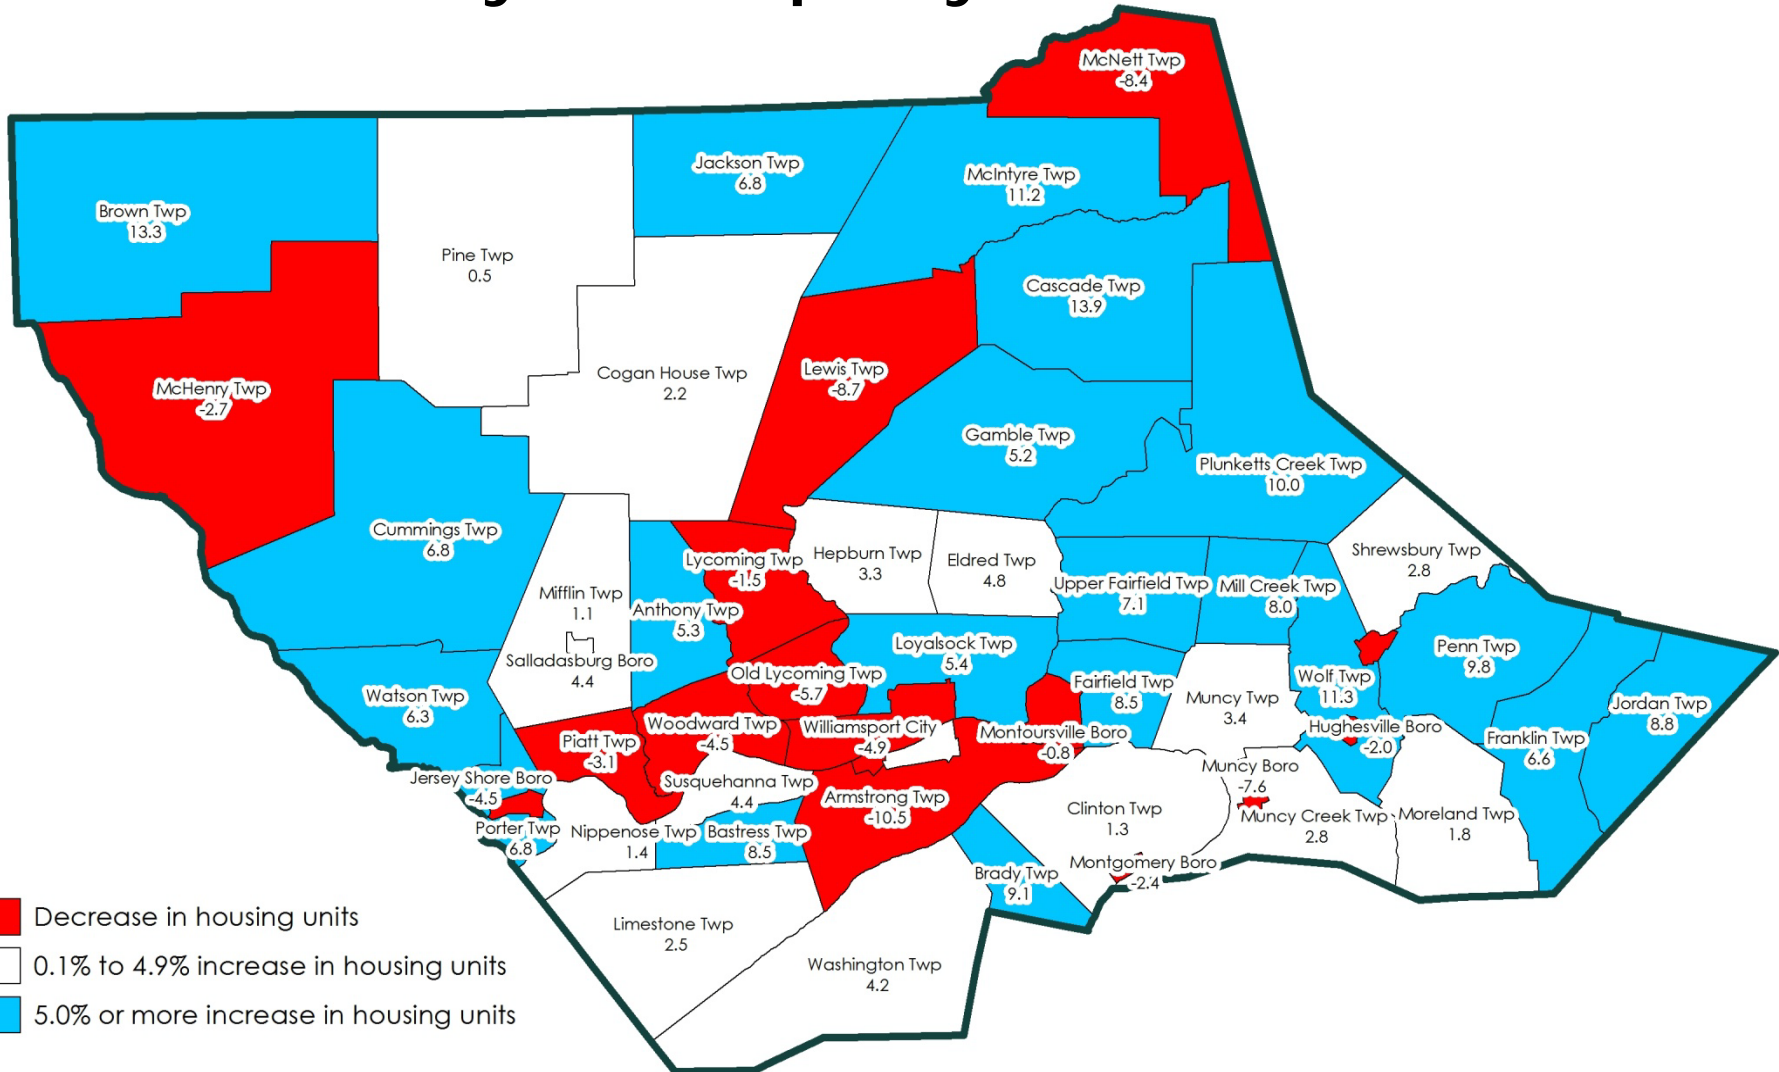 McNett Twp
-8.4
Jackson Twp
6.8
McIntyre Twp
11.2
Brown Twp
13.3
Pine Twp
0.5
Cascade Twp
13.9
Cogan House Twp
2.2
Lewis Twp
-8.7
McHenry Twp
-2.7
Gamble Twp
5.2
Plunketts Creek Twp
10.0
Cummings Twp
6.8
Shrewsbury Twp
2.8
Hepburn Twp
3.3
Eldred Twp
4.8
Lycoming Twp
-1.5
Upper Fairfield Twp
7.1
Mill Creek Twp
8.0
Mifflin Twp
1.1
Anthony Twp
5.3
Loyalsock Twp
5.4
Penn Twp
9.8
Salladasburg Boro
4.4
Old Lycoming Twp
-5.7
Fairfield Twp
8.5
Wolf Twp
11.3
Watson Twp
6.3
Muncy Twp
3.4
Jordan Twp
8.8
Woodward Twp
-4.5
Williamsport City
-4.9
Montoursville Boro
-0.8
Hughesville Boro
-2.0
Franklin Twp
6.6
Piatt Twp
-3.1
Jersey Shore Boro
-4.5
Susquehanna Twp
4.4
Muncy Boro
-7.6
Armstrong Twp
-10.5
Clinton Twp
1.3
Muncy Creek Twp
2.8
Moreland Twp
1.8
Porter Twp
6.8
Nippenose Twp
1.4
Bastress Twp
8.5
Montgomery Boro
-2.4
Brady Twp
9.1
Limestone Twp
2.5
Washington Twp
4.2
Decrease in housing units
0.1% to 4.9% increase in housing units
5.0% or more increase in housing units